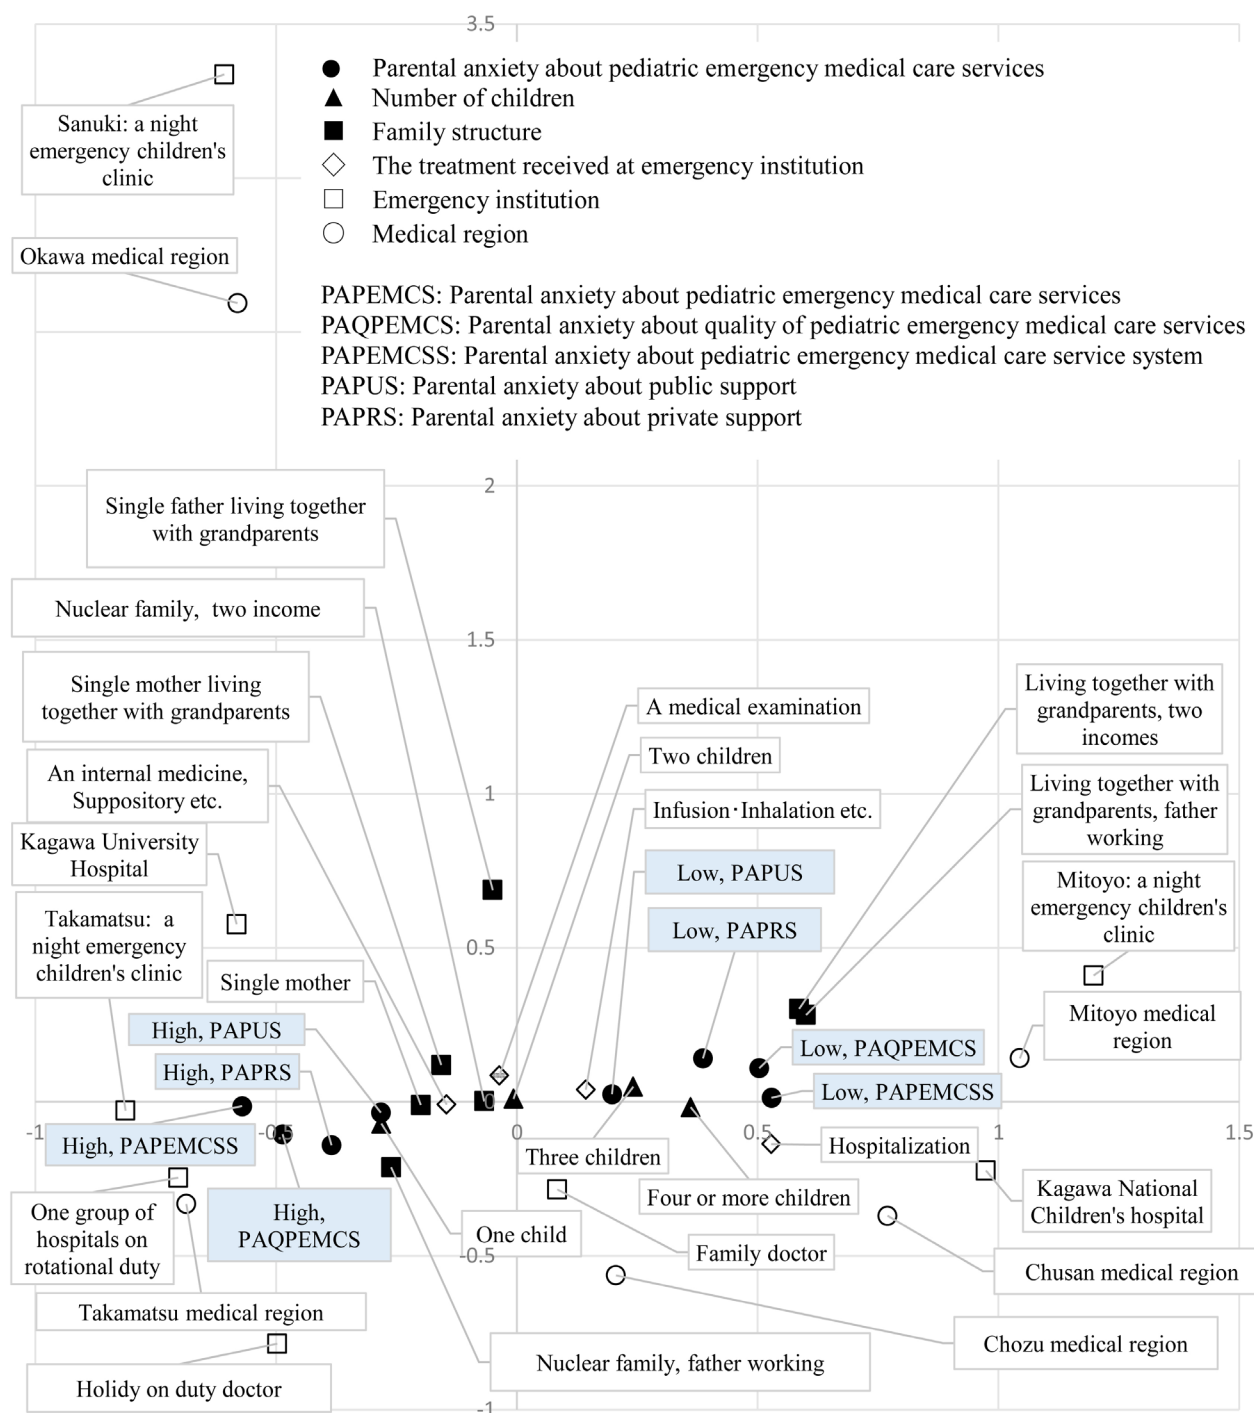 3.5
Parental anxiety about pediatric emergency medical care services
Number of children
Family structure
The treatment received at emergency institution
Emergency institution
Medical region
Sanuki: a night
emergency children's
clinic
Okawa medical region
PAPEMCS: Parental anxiety about pediatric emergency medical care services
PAQPEMCS: Parental anxiety about quality of pediatric emergency medical care services
PAPEMCSS: Parental anxiety about pediatric emergency medical care service system
PAPUS: Parental anxiety about public support
PAPRS: Parental anxiety about private support
2
Single father living together
with grandparents
Nuclear family, two income
1.5
Single mother living
together with grandparents
A medical examination
Living together with
grandparents, two
incomes
Two children
An internal medicine,
Suppository etc.
1
Infusion·Inhalation etc.
Living together with
grandparents, father
working
Kagawa University
Hospital
Low, PAPUS
Mitoyo: a night
emergency children's
clinic
Takamatsu: a
night emergency
children's clinic
Low, PAPRS
0.5
Single mother
Mitoyo medical
region
High, PAPUS
Low, PAQPEMCS
High, PAPRS
Low, PAPEMCSS
0
-1
-0.5
0
0.5
1
1.5
High, PAPEMCSS
Hospitalization
Three children
Four or more children
Kagawa National
Children's hospital
One group of
hospitals on
rotational duty
High,
PAQPEMCS
One child
Family doctor
-0.5
Chusan medical region
Takamatsu medical region
Chozu medical region
Nuclear family, father working
Holidy on duty doctor
-1